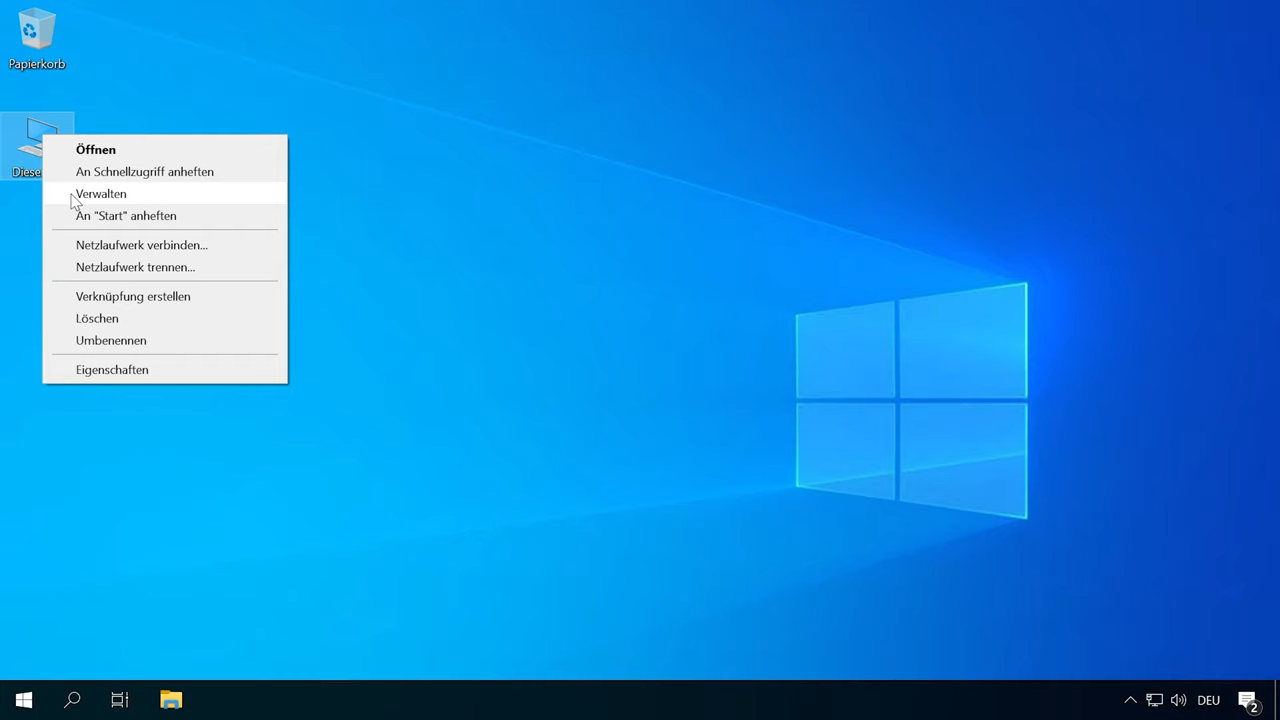 Papierkorb
Öffnen
An Schnellzugriff anheften
Verwalten
An "Start" anheften
Netzlaufwerk verbinden...
Netzlaufwerk trennen...
Verknüpfung erstellen
Löschen
Umbenennen
Eigenschaften
DEU
2